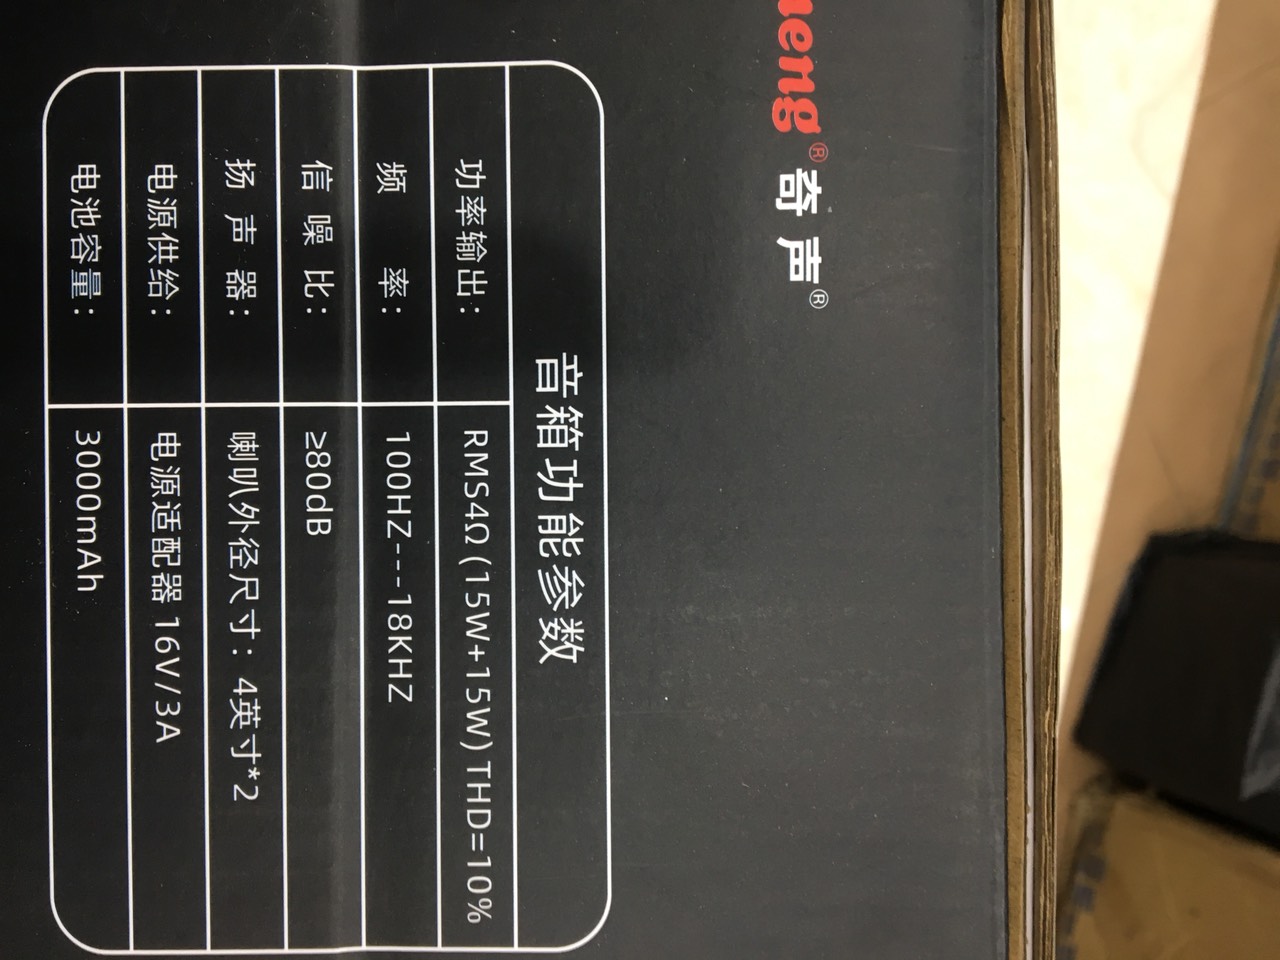 heng® 奇声®
音箱功能参数
功率输出： RMS4Ω (15W+15W) THD=10%
频 率： 100HZ---18KHZ
信 噪 比： ≥80dB
扬 声 器： 喇叭外径尺寸：4英寸*2
电源供给： 电源适配器 16V/3A
电池容量： 3000mAh